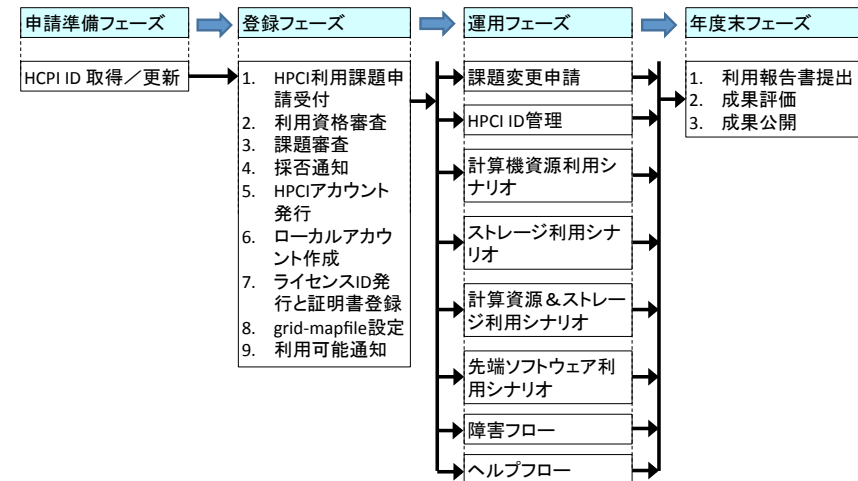 申請準備フェーズ
登録フェーズ
運用フェーズ
年度末フェーズ
HCPI ID 取得／更新
1. HPCI利用課題申
請受付
2. 利用資格審査
3. 課題審査
4. 採否通知
5. HPCIアカウント
発行
6. ローカルアカウ
ント作成
7. ライセンスID発
行と証明書登録
8. grid-mapfile設定
9. 利用可能通知
課題変更申請
HPCI ID管理
計算機資源利用シ
ナリオ
ストレージ利用シナ
リオ
計算資源＆ストレー
ジ利用シナリオ
先端ソフトウェア利
用シナリオ
障害フロー
ヘルプフロー
1. 利用報告書提出
2. 成果評価
3. 成果公開